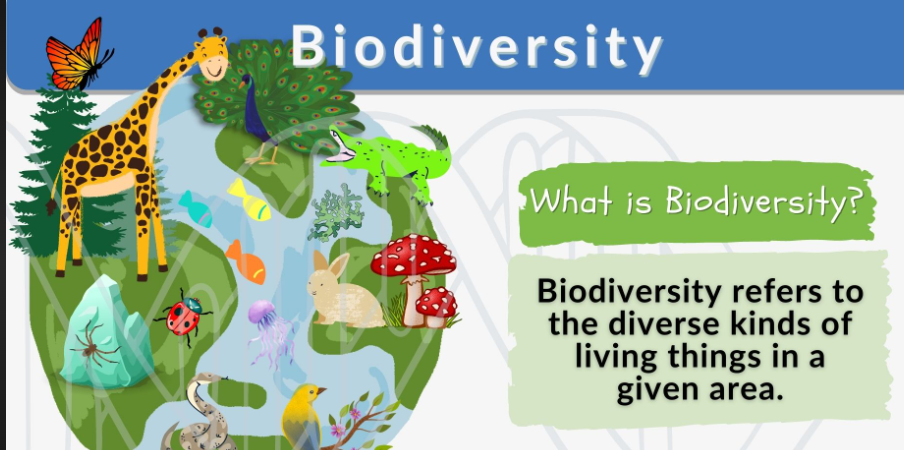 Biodiversity
What is Biodiversity?
Biodiversity refers to
the diverse kinds of
living things in a
given area.